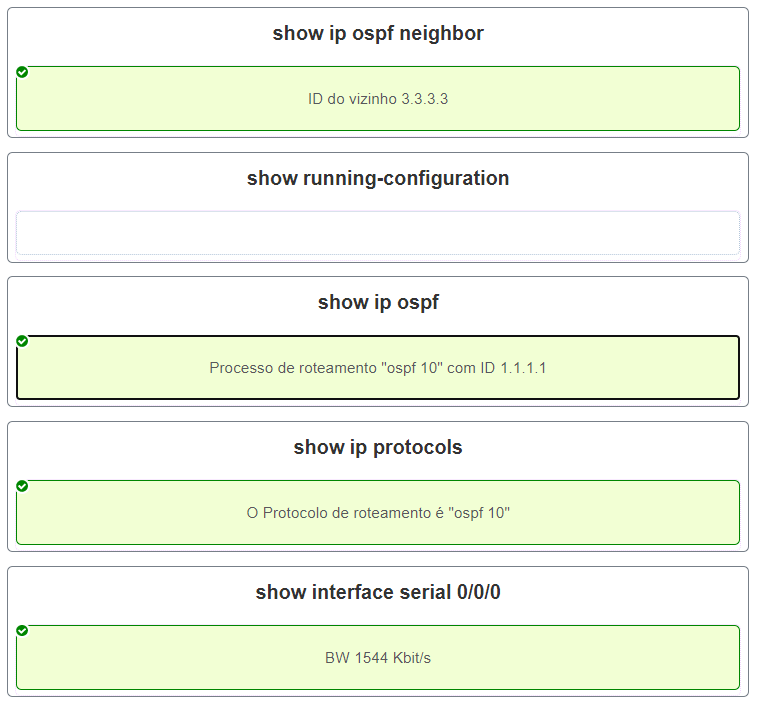 show ip ospf neighbor
ID do vizinho 3.3.3.3
show running-configuration
show ip ospf
Processo de roteamento "ospf 10" com ID 1.1.1.1
show ip protocols
O Protocolo de roteamento é "ospf 10"
show interface serial 0/0/0
BW 1544 Kbit/s